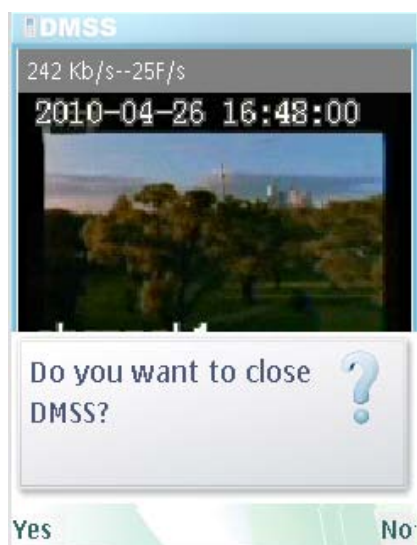 DMSS
242 Kb/s--25F/s
2010-04-26 16:48:00
Do you want to close
DMSS?
Yes
No